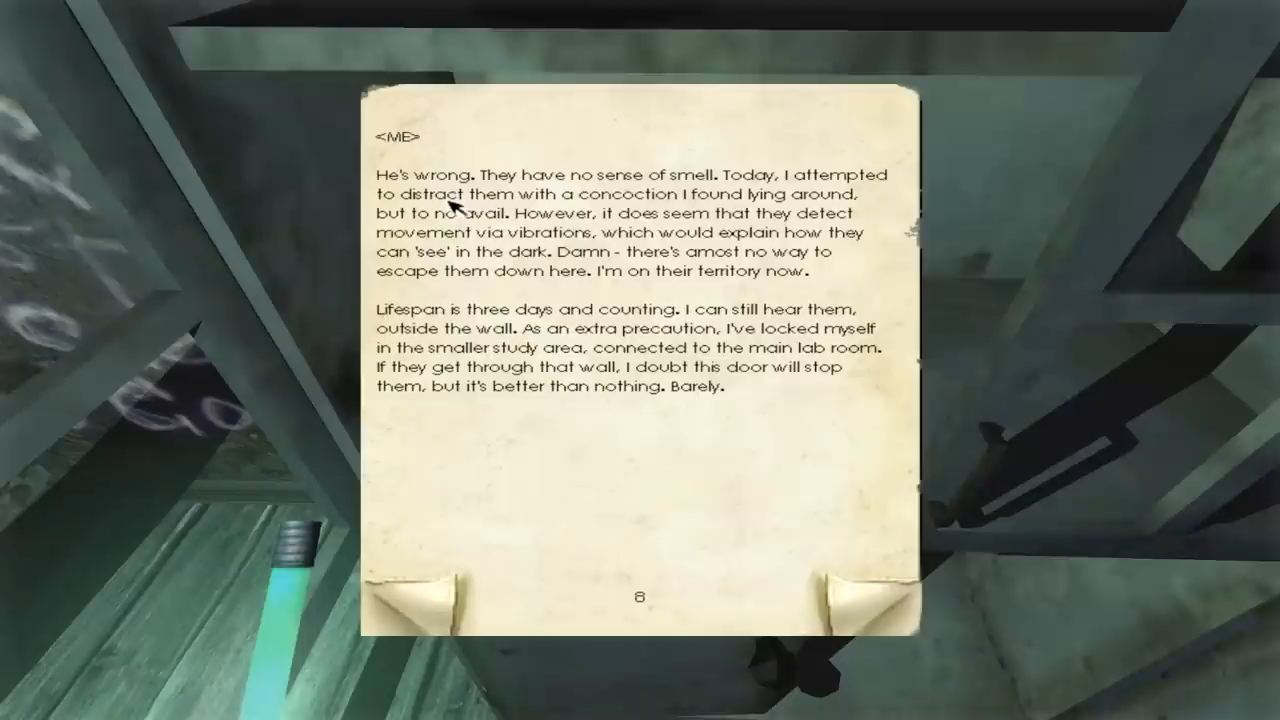 <ME>
He's wrong. They have no sense of smell. Today, I attempted
to distract them with a concoction I found lying around,
but to no avail. However, it does seem that they detect
movement via vibrations, which would explain how they
can 'see' in the dark. Damn - there's amost no way to
escape them down here. I'm on their territory now.
Lifespan is three days and counting. I can still hear them,
outside the wall. As an extra precaution, I've locked myself
in the smaller study area, connected to the main lab room.
If they get through that wall, I doubt this door will stop
them, but it's better than nothing. Barely.
8